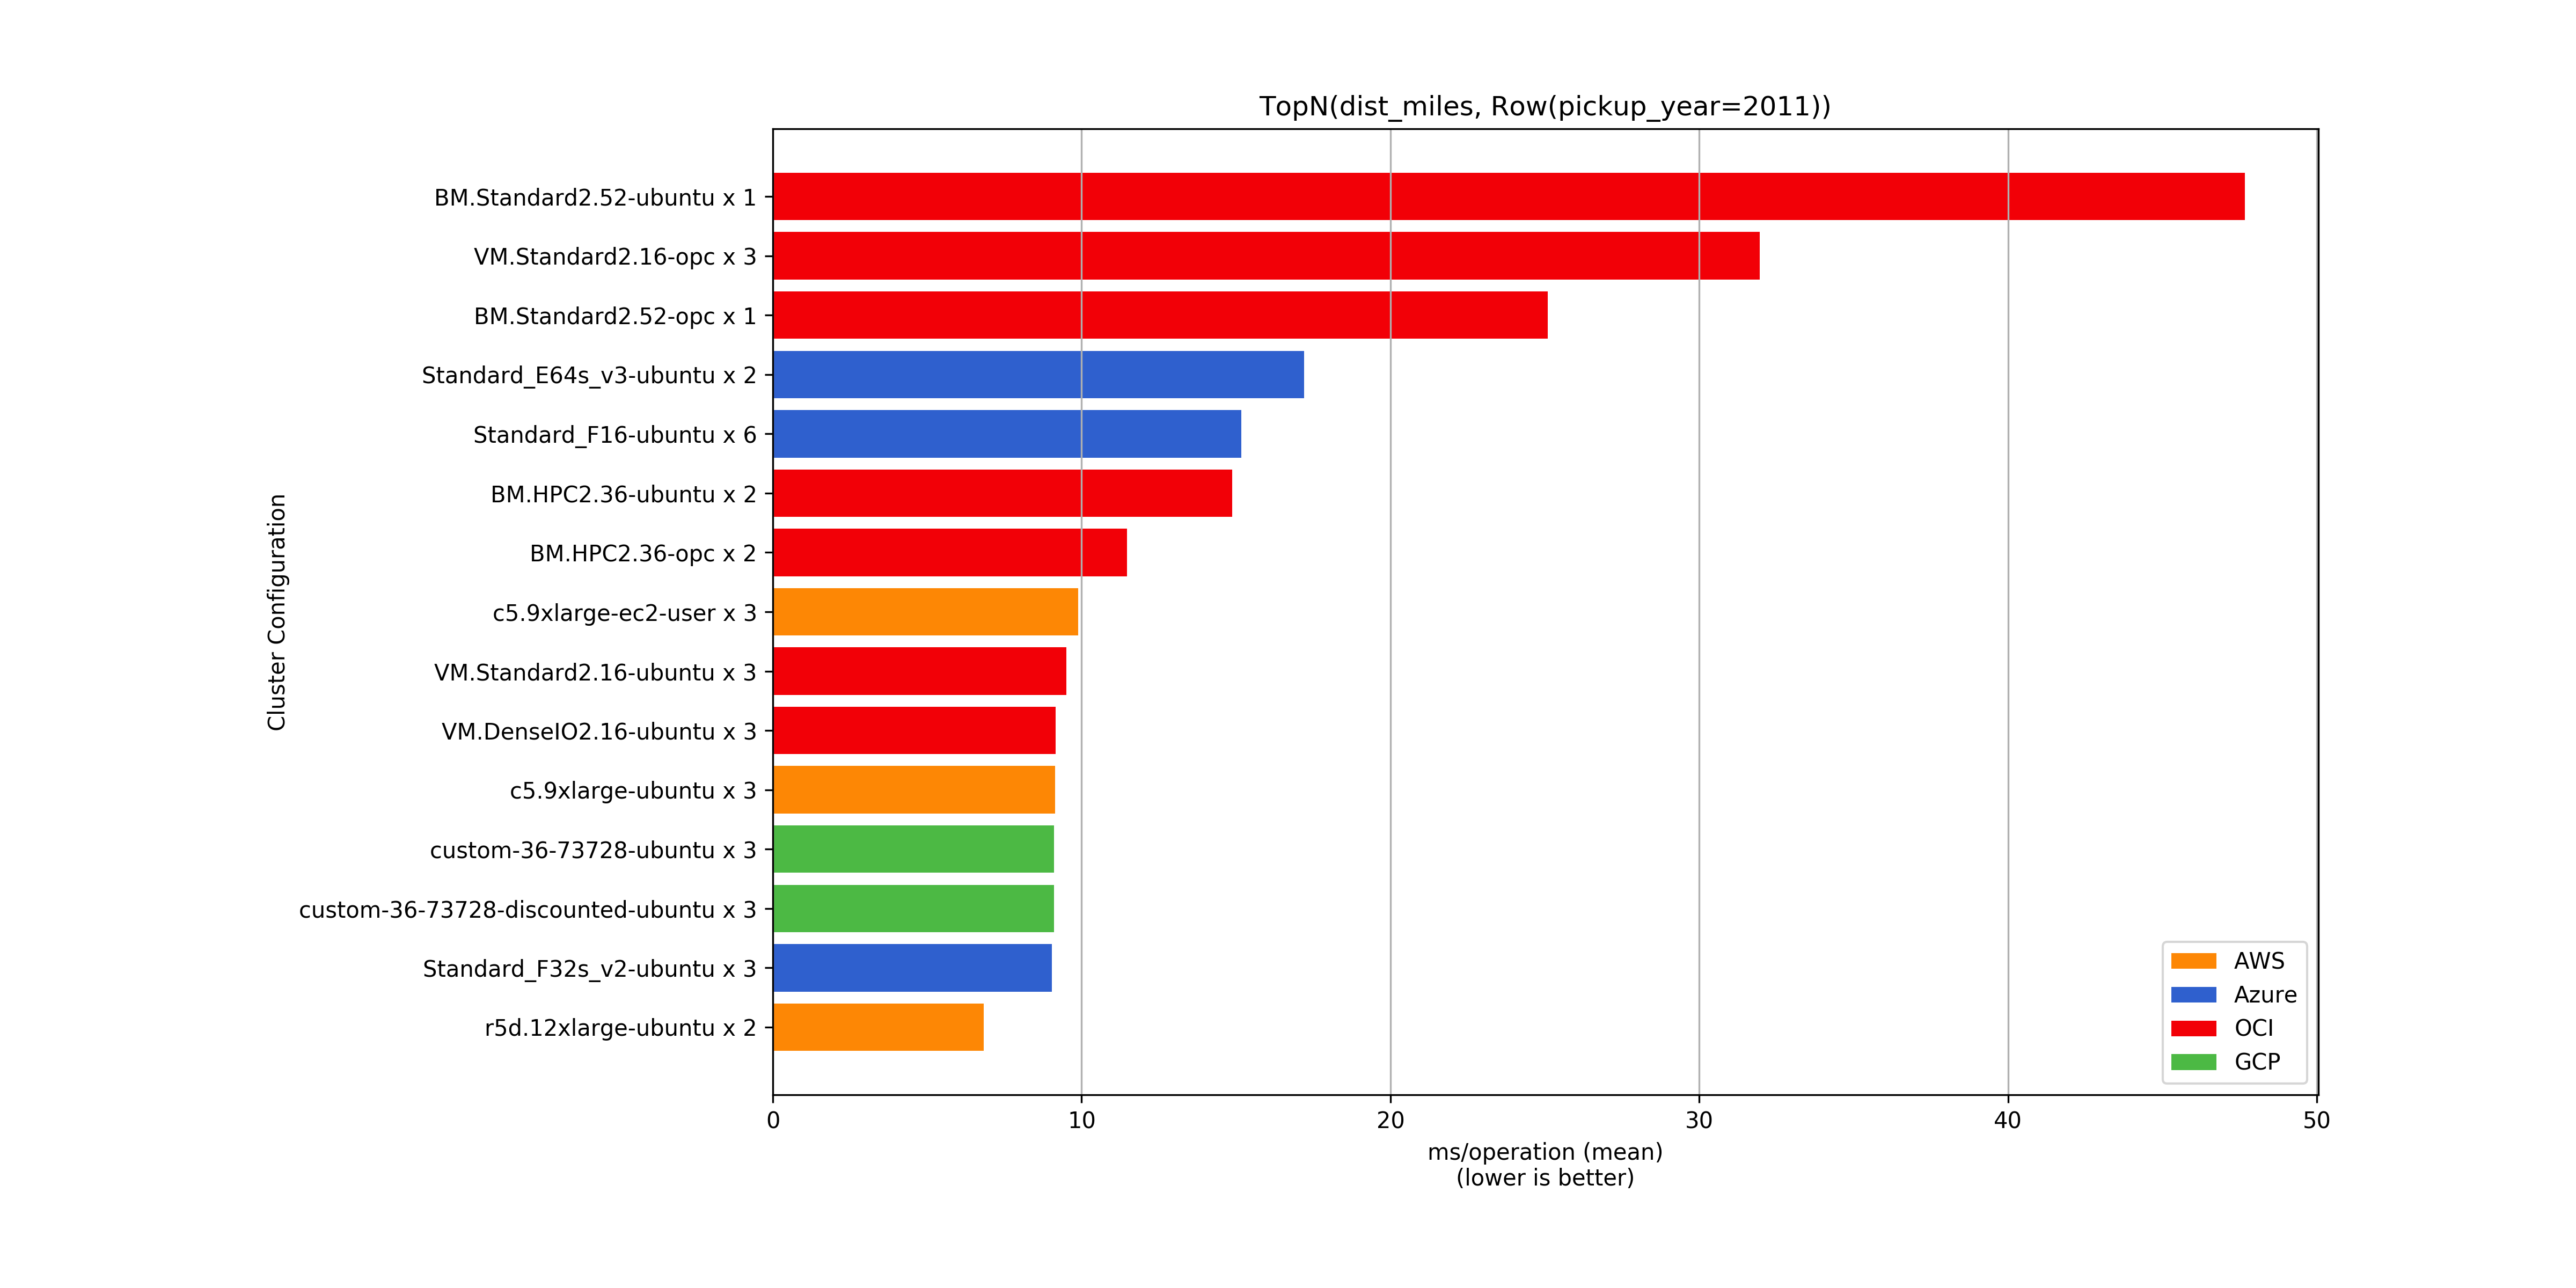 TopN(dist_miles, Row(pickup_year=2011))
Cluster Configuration
BM.Standard2.52-ubuntu x 1
VM.Standard2.16-opc x 3
BM.Standard2.52-opc x 1
Standard_E64s_v3-ubuntu x 2
Standard_F16-ubuntu x 6
BM.HPC2.36-ubuntu x 2
BM.HPC2.36-opc x 2
c5.9xlarge-ec2-user x 3
VM.Standard2.16-ubuntu x 3
VM.DenseIO2.16-ubuntu x 3
c5.9xlarge-ubuntu x 3
custom-36-73728-ubuntu x 3
custom-36-73728-discounted-ubuntu x 3
Standard_F32s_v2-ubuntu x 3
r5d.12xlarge-ubuntu x 2
AWS
Azure
OCI
GCP
0 10 20 30 40 50
ms/operation (mean)
(lower is better)